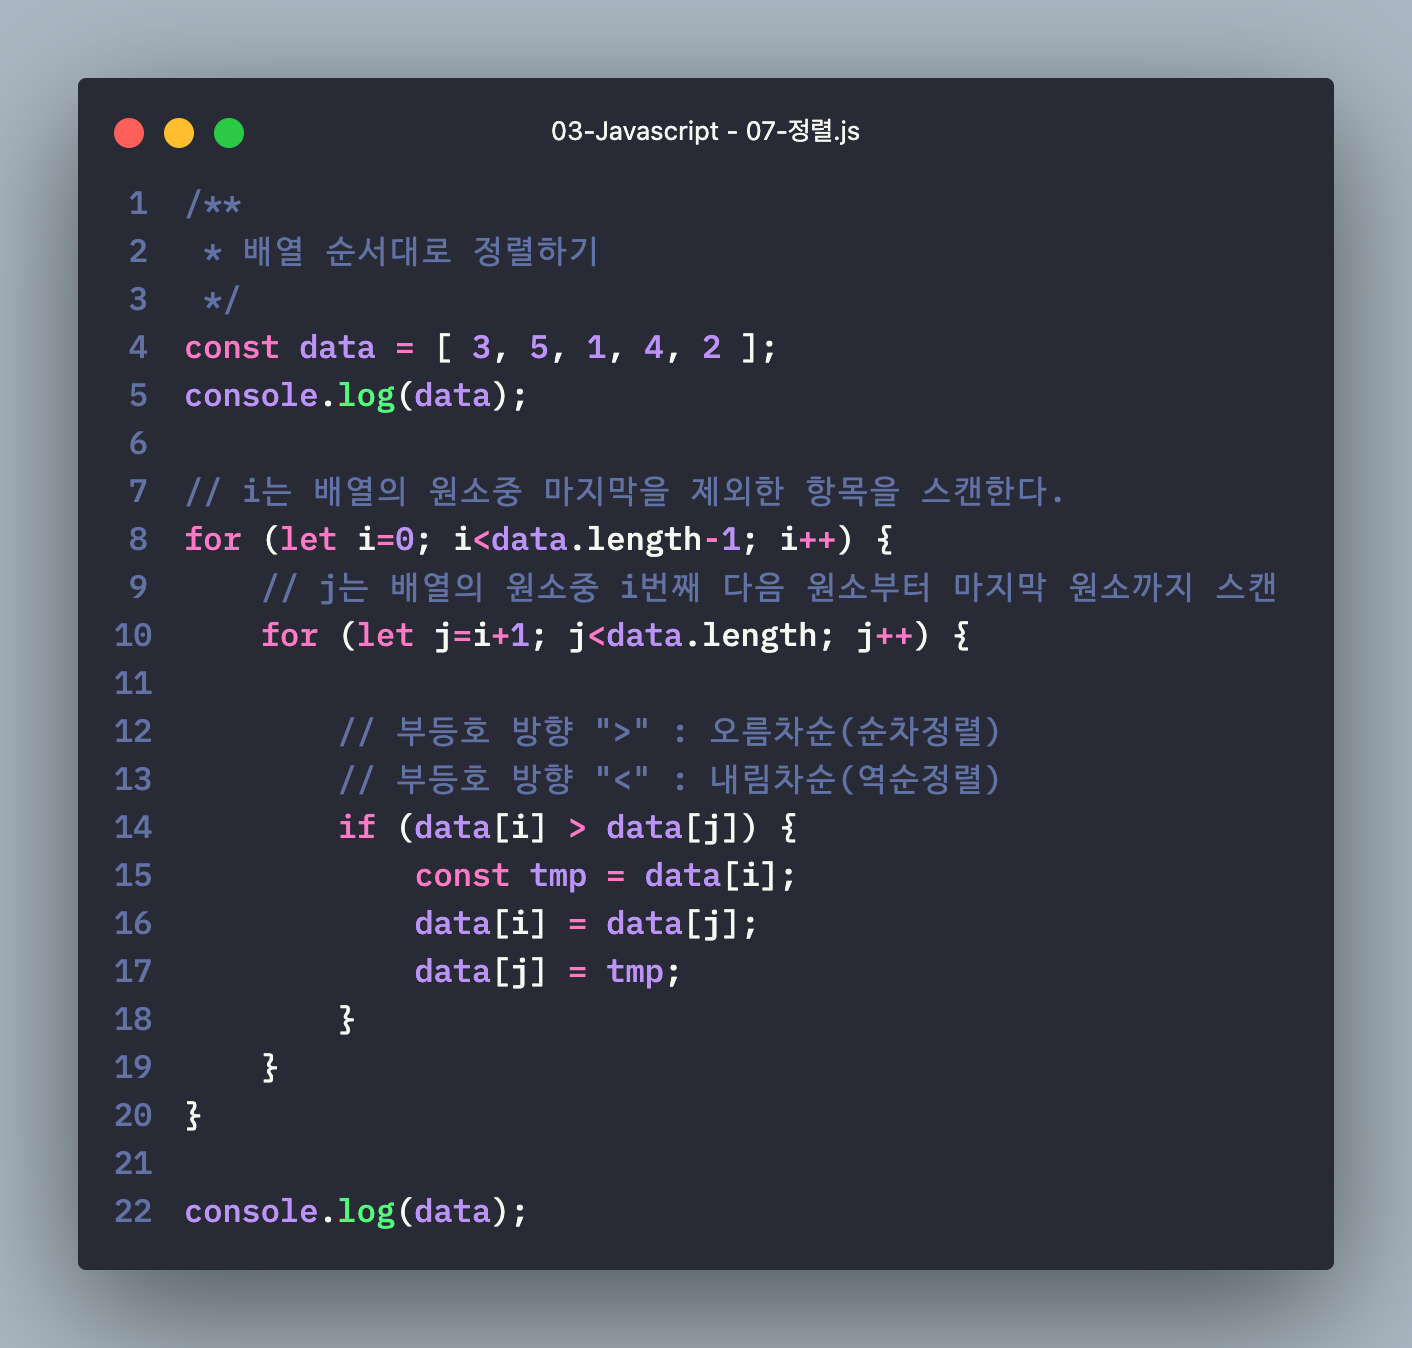 03-Javascript - 07-정렬.js
1 /**
2  * 배열 순서대로 정렬하기
3  */
4 const data = [ 3, 5, 1, 4, 2 ];
5 console.log(data);
6
7 // i는 배열의 원소중 마지막을 제외한 항목을 스캔한다.
8 for (let i=0; i<data.length-1; i++) {
9     // j는 배열의 원소중 i번째 다음 원소부터 마지막 원소까지 스캔
10     for (let j=i+1; j<data.length; j++) {
11
12         // 부등호 방향 ">" : 오름차순(순차정렬)
13         // 부등호 방향 "<" : 내림차순(역순정렬)
14         if (data[i] > data[j]) {
15             const tmp = data[i];
16             data[i] = data[j];
17             data[j] = tmp;
18         }
19     }
20 }
21
22 console.log(data);